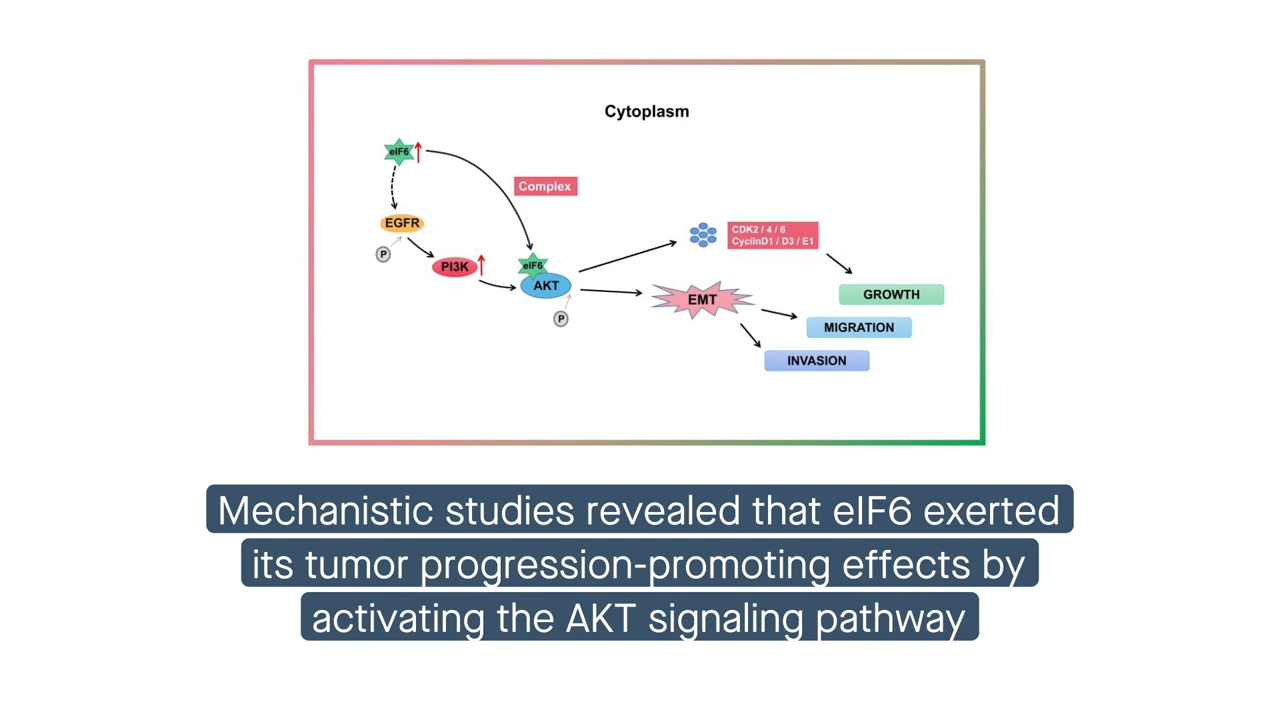 Cytoplasm
eIF6
Complex
EGFR
P
PI3K
eIF6
AKT
P
CDK2 / 4 / 6
CyclinD1 / D3 / E1
EMT
GROWTH
MIGRATION
INVASION
Mechanistic studies revealed that eIF6 exerted
its tumor progression-promoting effects by
activating the AKT signaling pathway